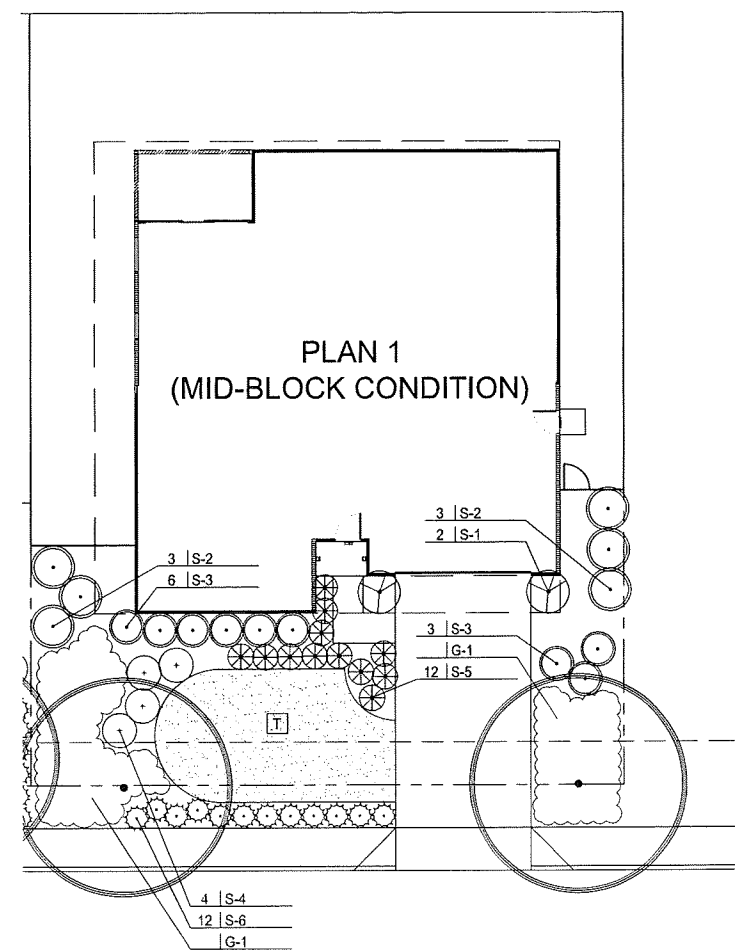 PLAN 1
(MID-BLOCK CONDITION)
3 S-2
2 S-1
3 S-2
6 S-3
3 S-3
G-1
12 S-5
T
4 S-4
12 S-6
G-1